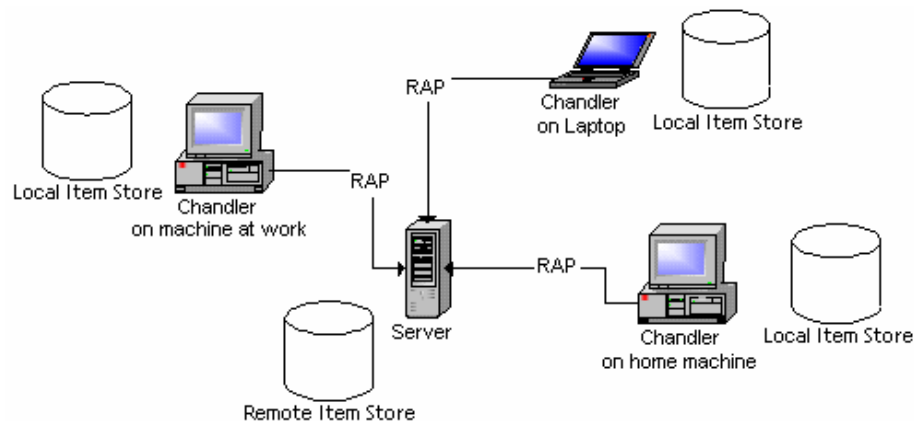 RAP
Chandler
on Laptop
Local Item Store
Local Item Store
Chandler
on machine at work
RAP
RAP
Server
Chandler
on home machine
Local Item Store
Remote Item Store